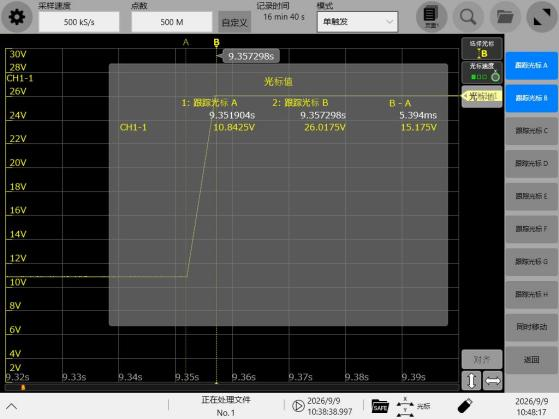 采样速度
500 kS/s
点数
500 M
自定义
记录时间
16 min 40 s
模式
单触发
页面1
选择光标
B
光标速度
A
B
9.357298s
30V
28V
CH1-1
26V
24V
22V
20V
18V
16V
14V
12V
10V
8V
6V
4V
2V
光标值
1: 跟踪光标 A
2: 跟踪光标 B
B - A
9.351904s
9.357298s
5.394ms
CH1-1
10.8425V
26.0175V
15.175V
9.32s
9.33s
9.34s
9.35s
9.36s
9.37s
9.38s
9.39s
跟踪光标 A
跟踪光标 B
跟踪光标 C
跟踪光标 D
跟踪光标 E
跟踪光标 F
跟踪光标 G
跟踪光标 H
同时移动
返回
对齐
正在处理文件
No. 1
2026/9/9
10:38:38.997
SAFE
X
Y
光标
2026/9/9
10:48:17